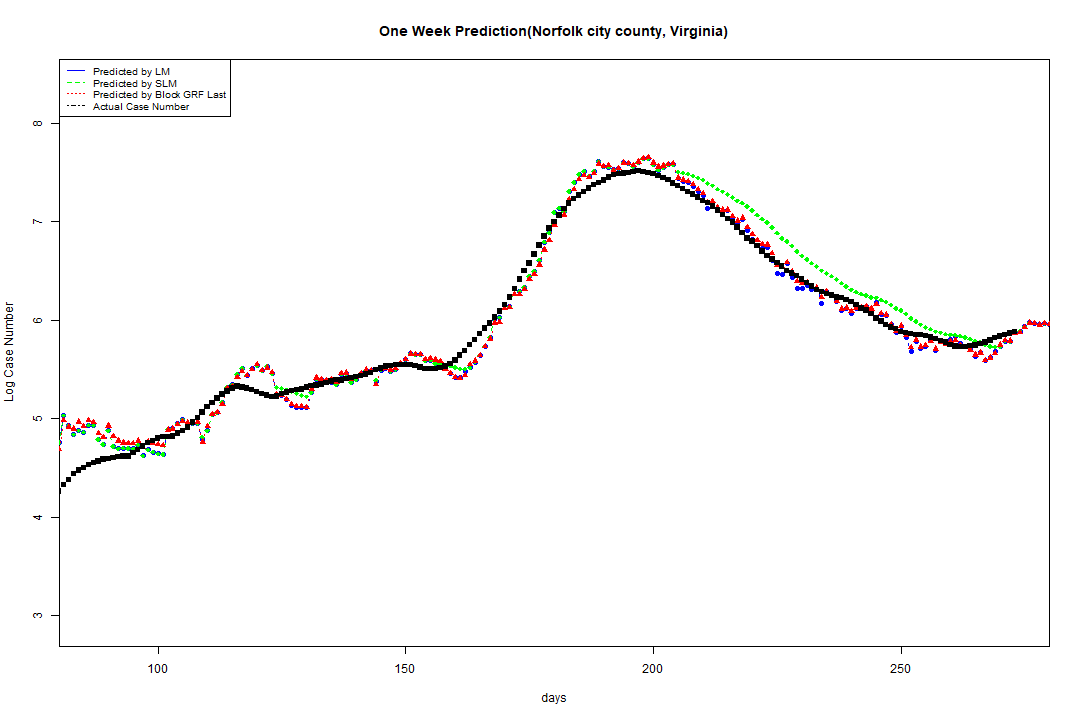 One Week Prediction(Norfolk city county, Virginia)
Predicted by LM
Predicted by SLM
Predicted by Block GRF Last
Actual Case Number
8
7
6
5
4
3
Log Case Number
100 150 200 250
days